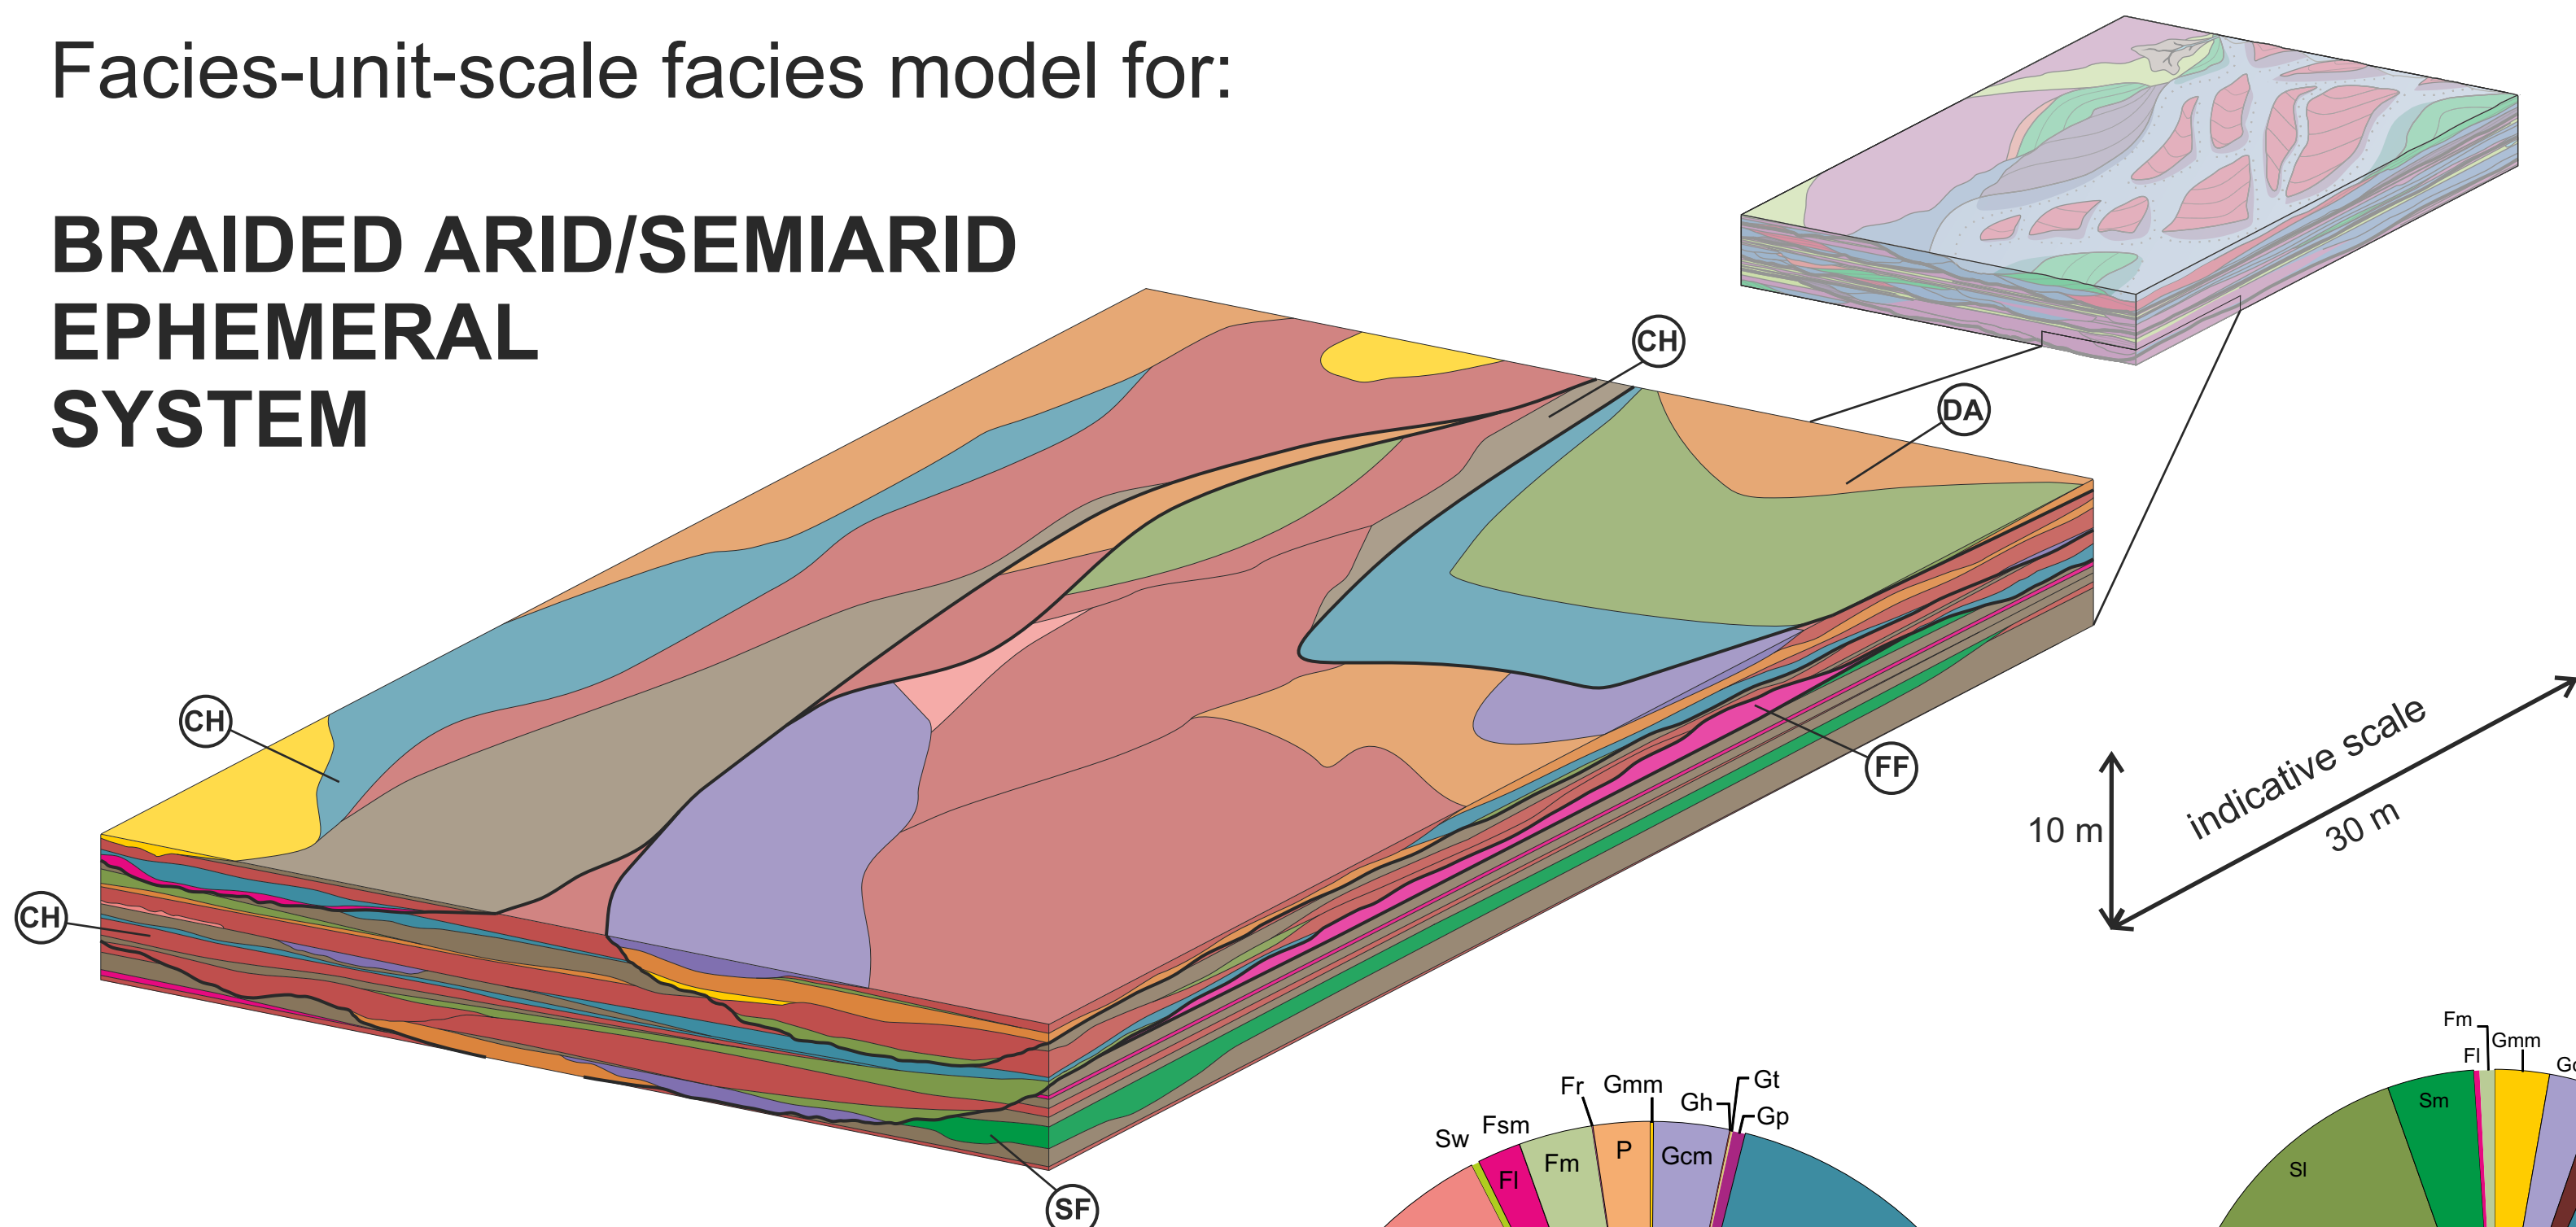 Facies-unit-scale facies model for:
BRAIDED ARID/SEMIARID
EPHEMERAL
SYSTEM
CH
DA
CH
FF
CH
SF
10 m
indicative scale
30 m
Sw
Fsm
Fr
Gmm
Gh
Gt
Gp
Fl
Fm
P
Gcm
Fm
Fl
Gmm
Sm
Sl